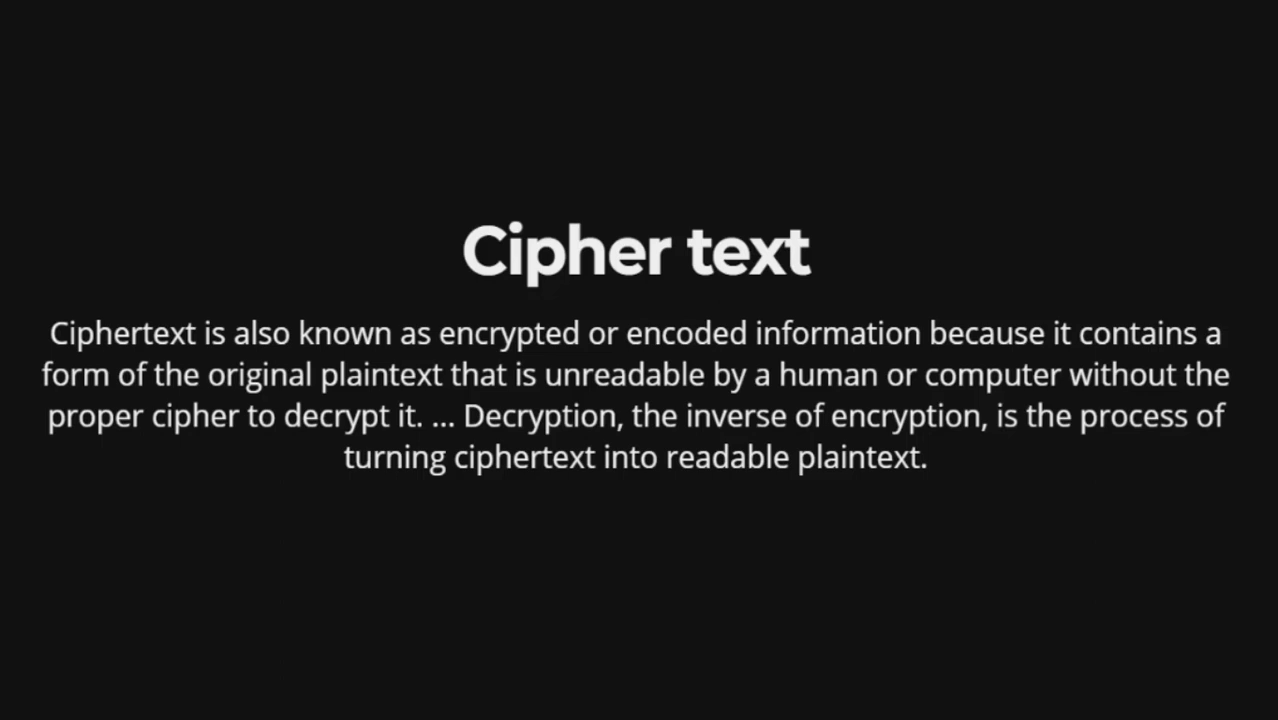 Cipher text
Ciphertext is also known as encrypted or encoded information because it contains a
form of the original plaintext that is unreadable by a human or computer without the
proper cipher to decrypt it. ... Decryption, the inverse of encryption, is the process of
turning ciphertext into readable plaintext.